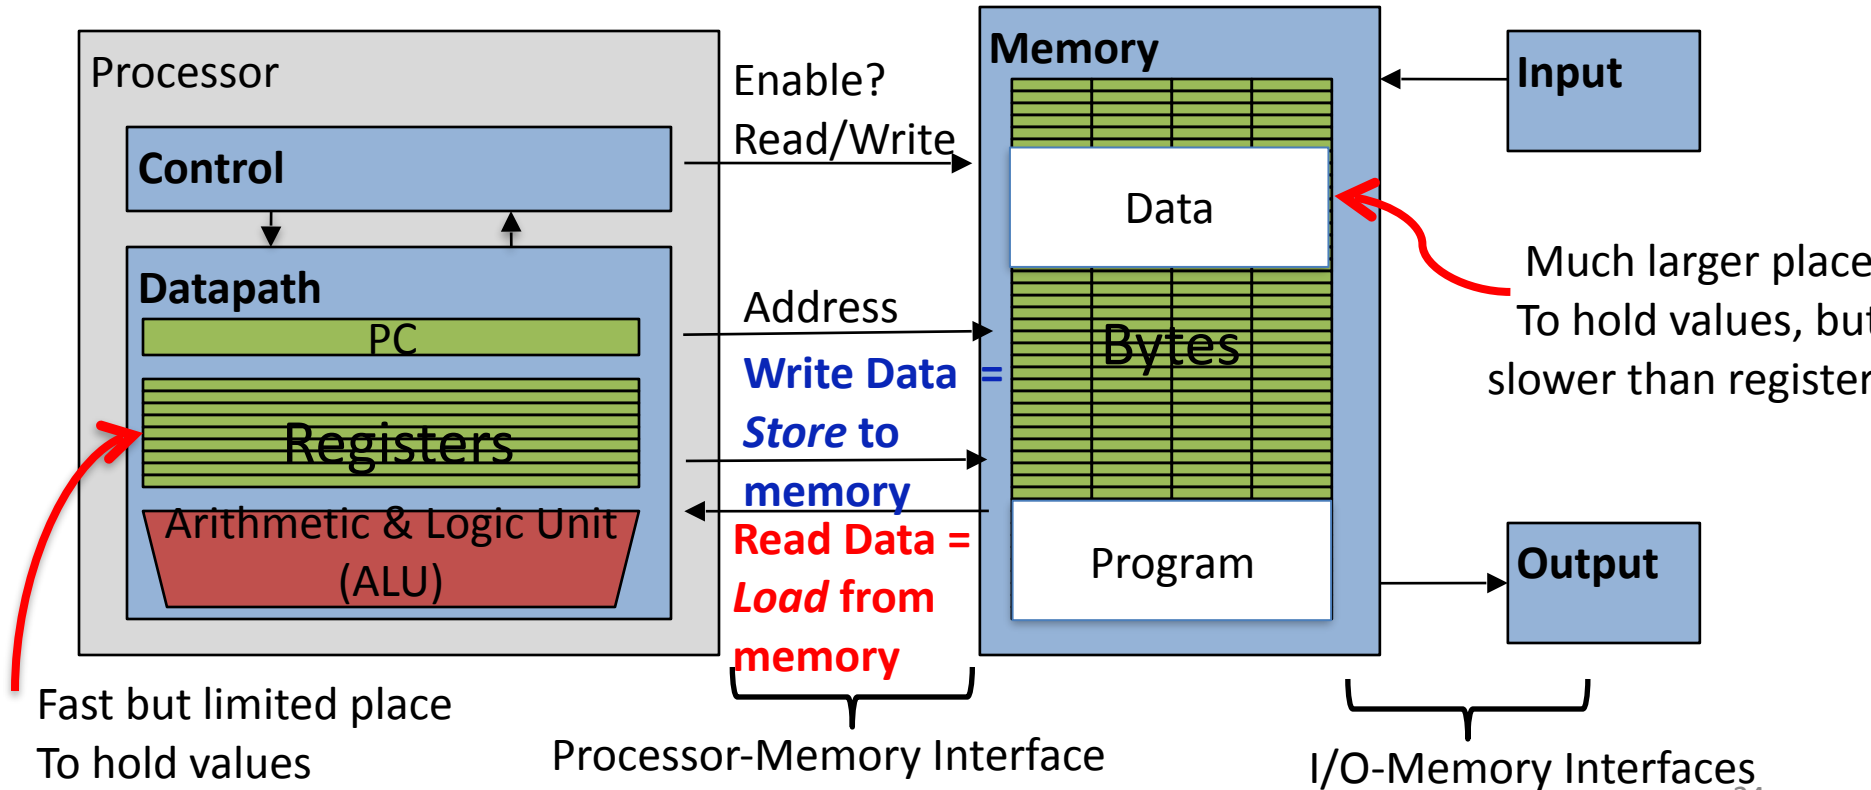 Processor
Control
Datapath
PC
Registers
Arithmetic & Logic Unit
(ALU)
Fast but limited place
To hold values
Enable?
Read/Write
Address
Write Data =
Store to
memory
Read Data =
Load from
memory
Processor-Memory Interface
Memory
Data
Bytes
Program
Input
Much larger place
To hold values, but
slower than register
Output
I/O-Memory Interfaces